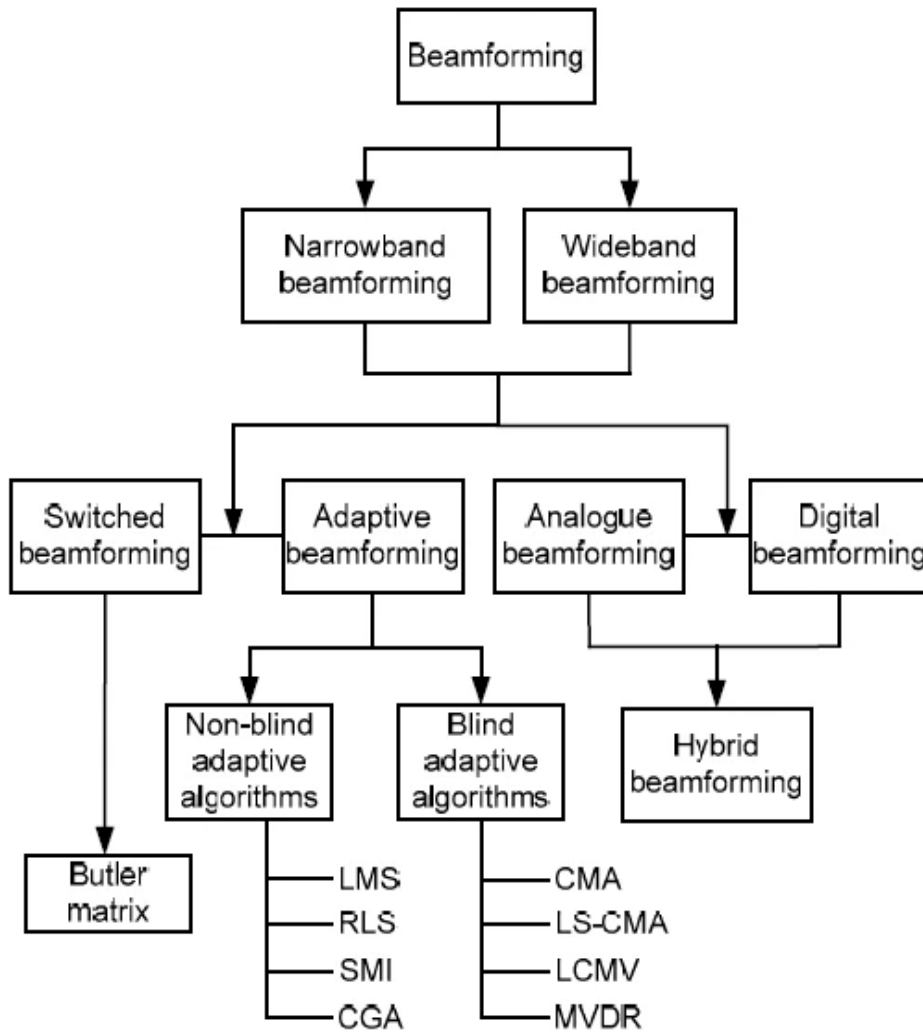 Beamforming
Narrowband
beamforming
Wideband
beamforming
Switched
beamforming
Adaptive
beamforming
Analogue
beamforming
Digital
beamforming
Non-blind
adaptive
algorithms
Blind
adaptive
algorithms
Hybrid
beamforming
Butler
matrix
LMS
RLS
SMI
CGA
CMA
LS-CMA
LCMV
MVDR